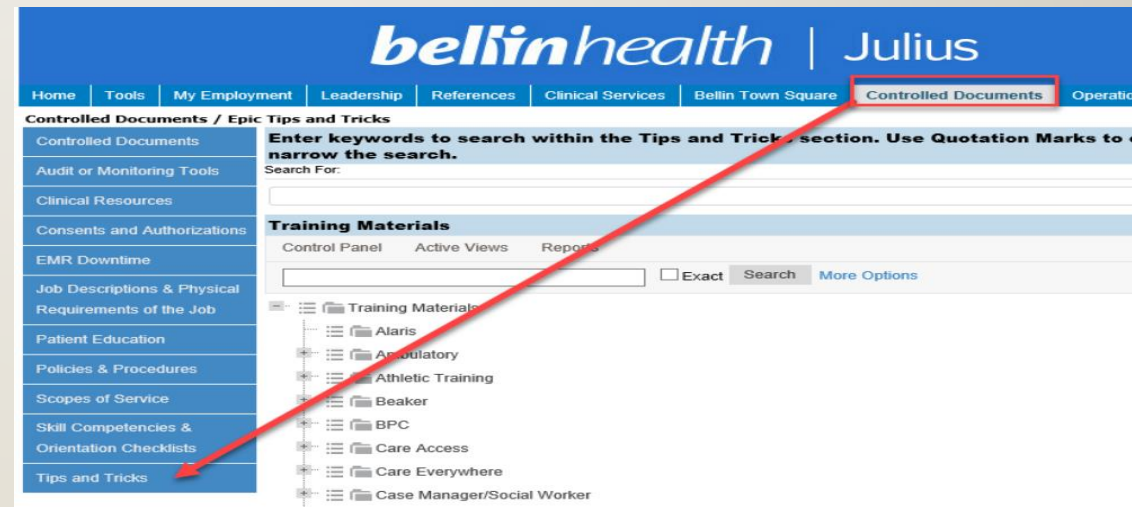 bellinhealth | Julius
Home Tools My Employment Leadership References Clinical Services Bellin Town Square Controlled Documents
Controlled Documents / Epic Tips and Tricks
Controlled Documents
Audit or Monitoring Tools
Clinical Resources
Consents and Authorizations
EMR Downtime
Job Descriptions & Physical
Requirements of the Job
Patient Education
Policies & Procedures
Scopes of Service
Skill Competencies &
Orientation Checklists
Tips and Tricks
Enter keywords to search within the Tips and Tricks section. Use Quotation Marks to
narrow the search.
Search For:
Training Materials
Control Panel Active Views Reports
Exact Search More Options
Training Materials
Alaris
Ambulatory
Athletic Training
Beaker
BPC
Care Access
Care Everywhere
Case Manager/Social Worker